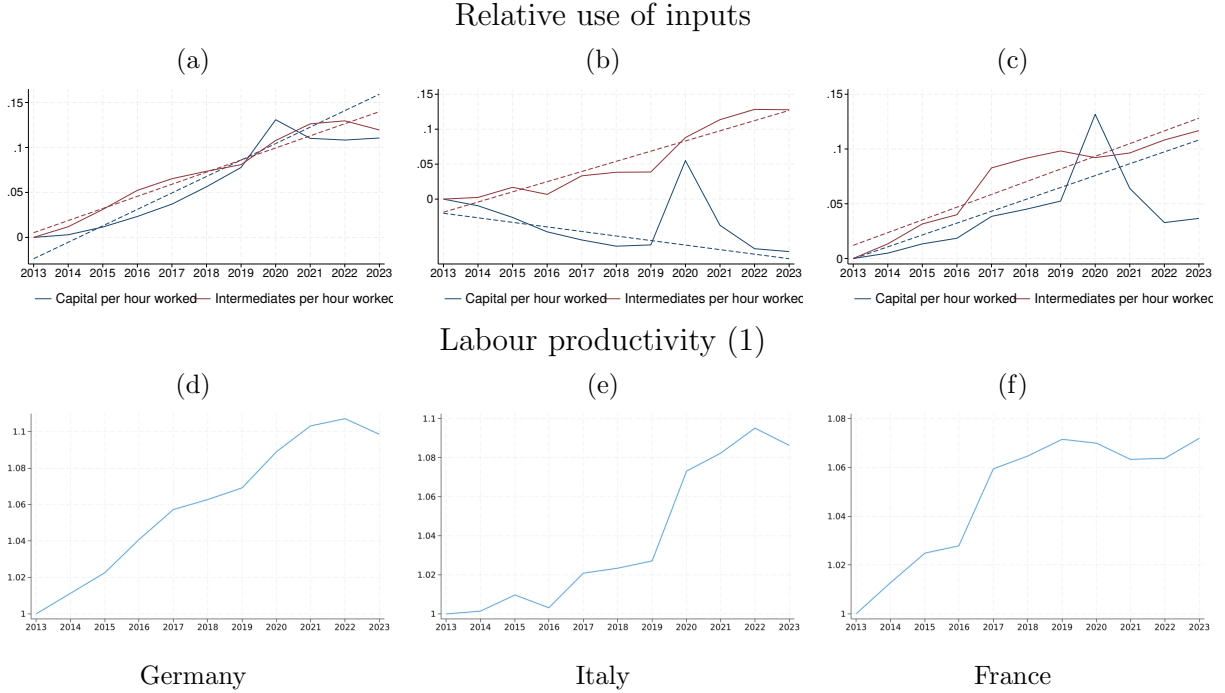 Relative use of inputs
(a) (b) (c)
.15 .15 .15
.1 .1 .1
.05 .05 .05
0 0 0
2013 2014 2015 2016 2017 2018 2019 2020 2021 2022 2023 2013 2014 2015 2016 2017 2018 2019 2020 2021 2022 2023 2013 2014 2015 2016 2017 2018 2019 2020 2021 2022 2023
Capital per hour worked Intermediates per hour worked Capital per hour worked Intermediates per hour worked Capital per hour worked Intermediates per hour worked
Labour productivity (1)
(d) (e) (f)
1.1 1.1 1.08
1.08 1.08 1.06
1.06 1.06 1.04
1.04 1.04 1.02
1.02 1.02
1 1 1
2013 2014 2015 2016 2017 2018 2019 2020 2021 2022 2023 2013 2014 2015 2016 2017 2018 2019 2020 2021 2022 2023 2013 2014 2015 2016 2017 2018 2019 2020 2021 2022 2023
Germany Italy France